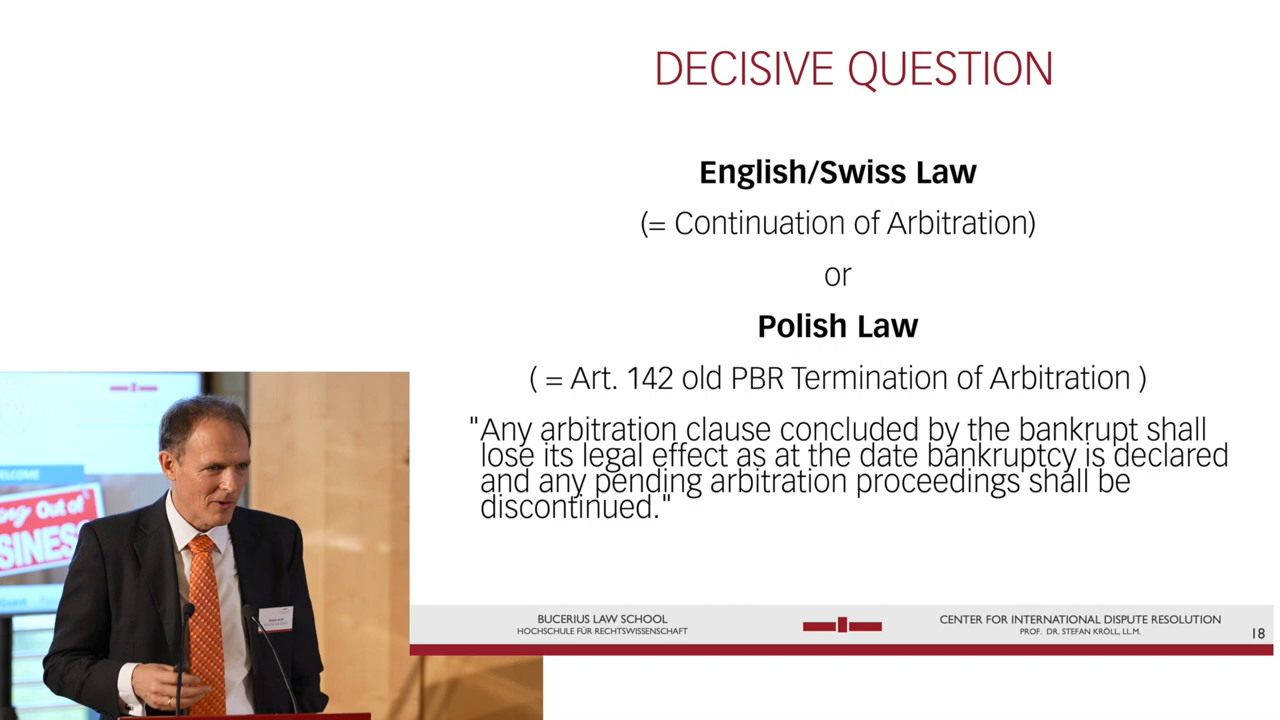 DECISIVE QUESTION
English/Swiss Law
(= Continuation of Arbitration)
or
Polish Law
( = Art. 142 old PBR Termination of Arbitration )
"Any arbitration clause concluded by the bankrupt shall
lose its legal effect as at the date bankruptcy is declared
and any pending arbitration proceedings shall be
discontinued."
Out of
BUCERIUS LAW SCHOOL
HOCHSCHULE FÜR RECHTSWISSENSCHAFT
CENTER FOR INTERNATIONAL DISPUTE RESOLUTION
PROF. DR. STEFAN KRÖLL, LL.M.
18